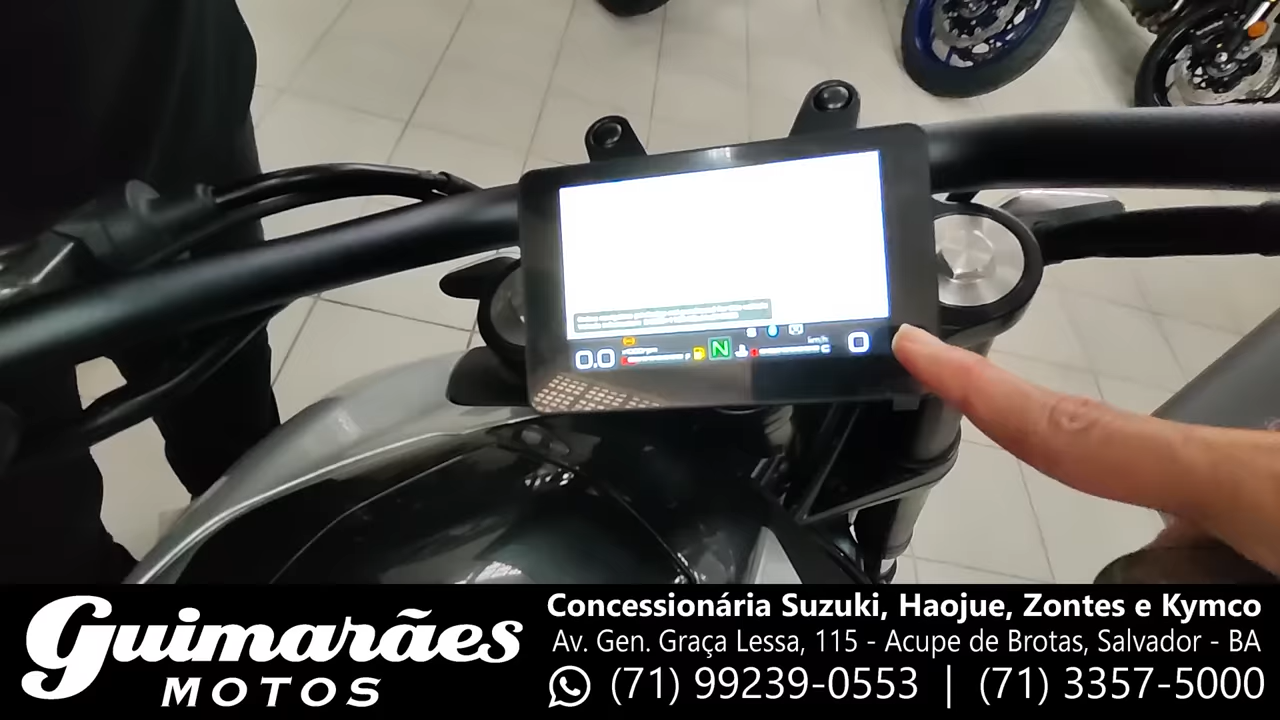 0.0
N
km/h
0
Guimarães
MOTOS
Concessionária Suzuki, Haojue, Zontes e Kymco
Av. Gen. Graça Lessa, 115 - Acupe de Brotas, Salvador - BA
(71) 99239-0553 | (71) 3357-5000